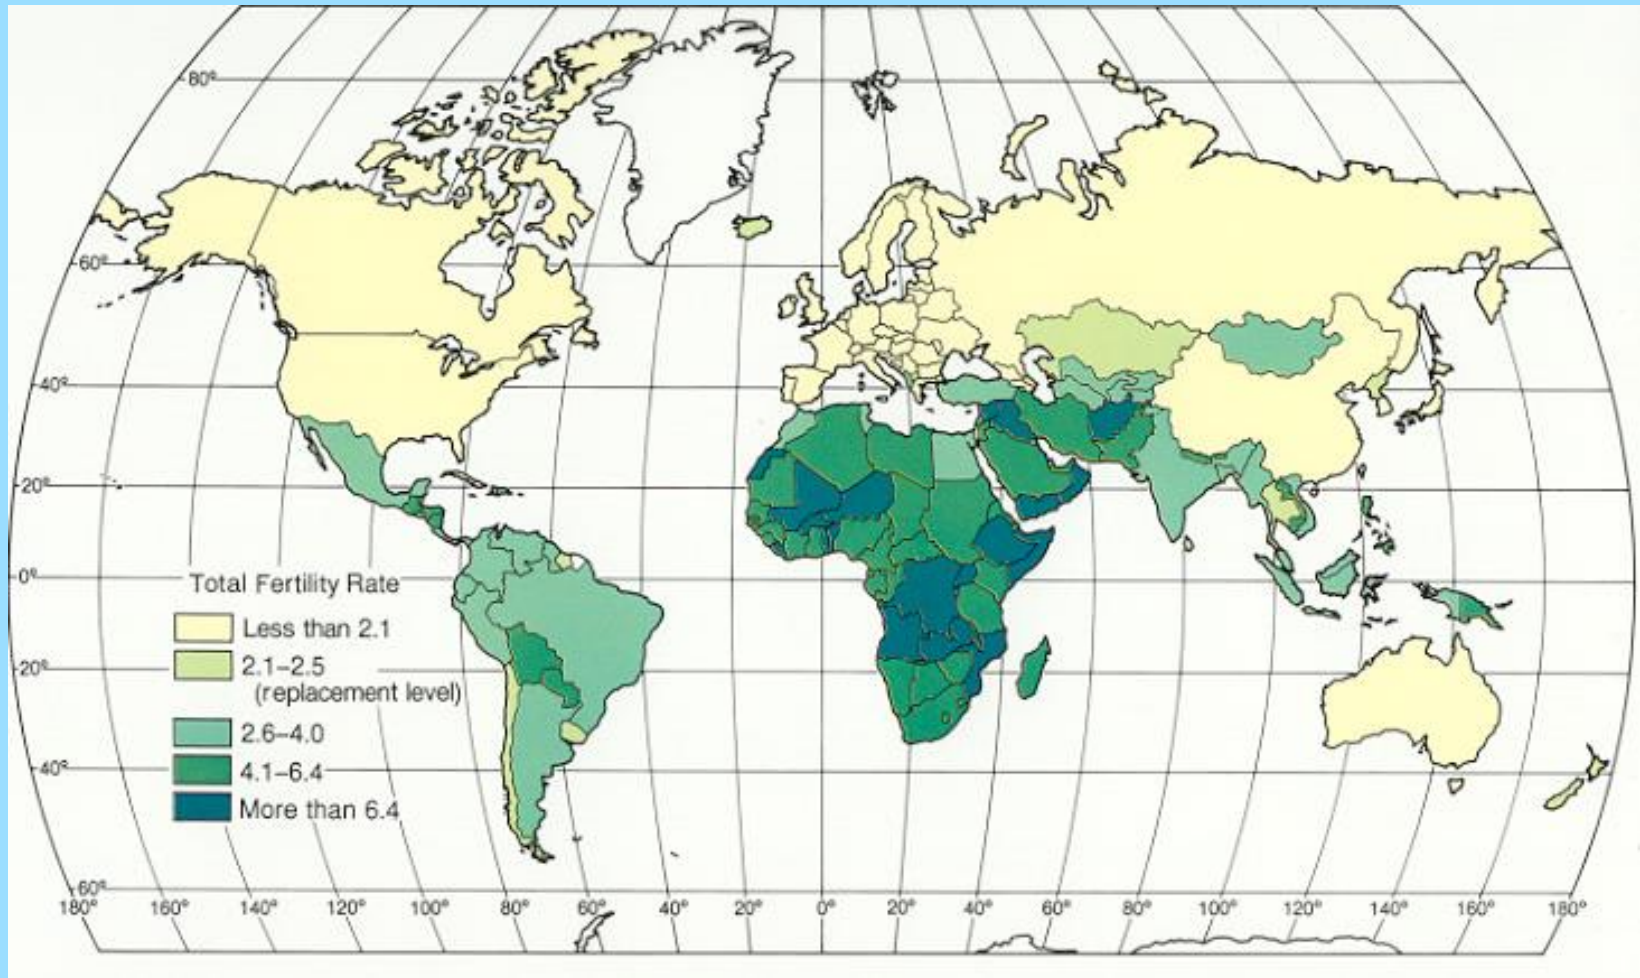 80°
60°
40°
20°
0°
Total Fertility Rate
Less than 2.1
2.1–2.5
(replacement level)
2.6–4.0
4.1–6.4
More than 6.4
20°
40°
60°
180° 160° 140° 120° 100° 80° 60° 40° 20° 0° 20° 40° 60° 80° 100° 120° 140° 160° 180°